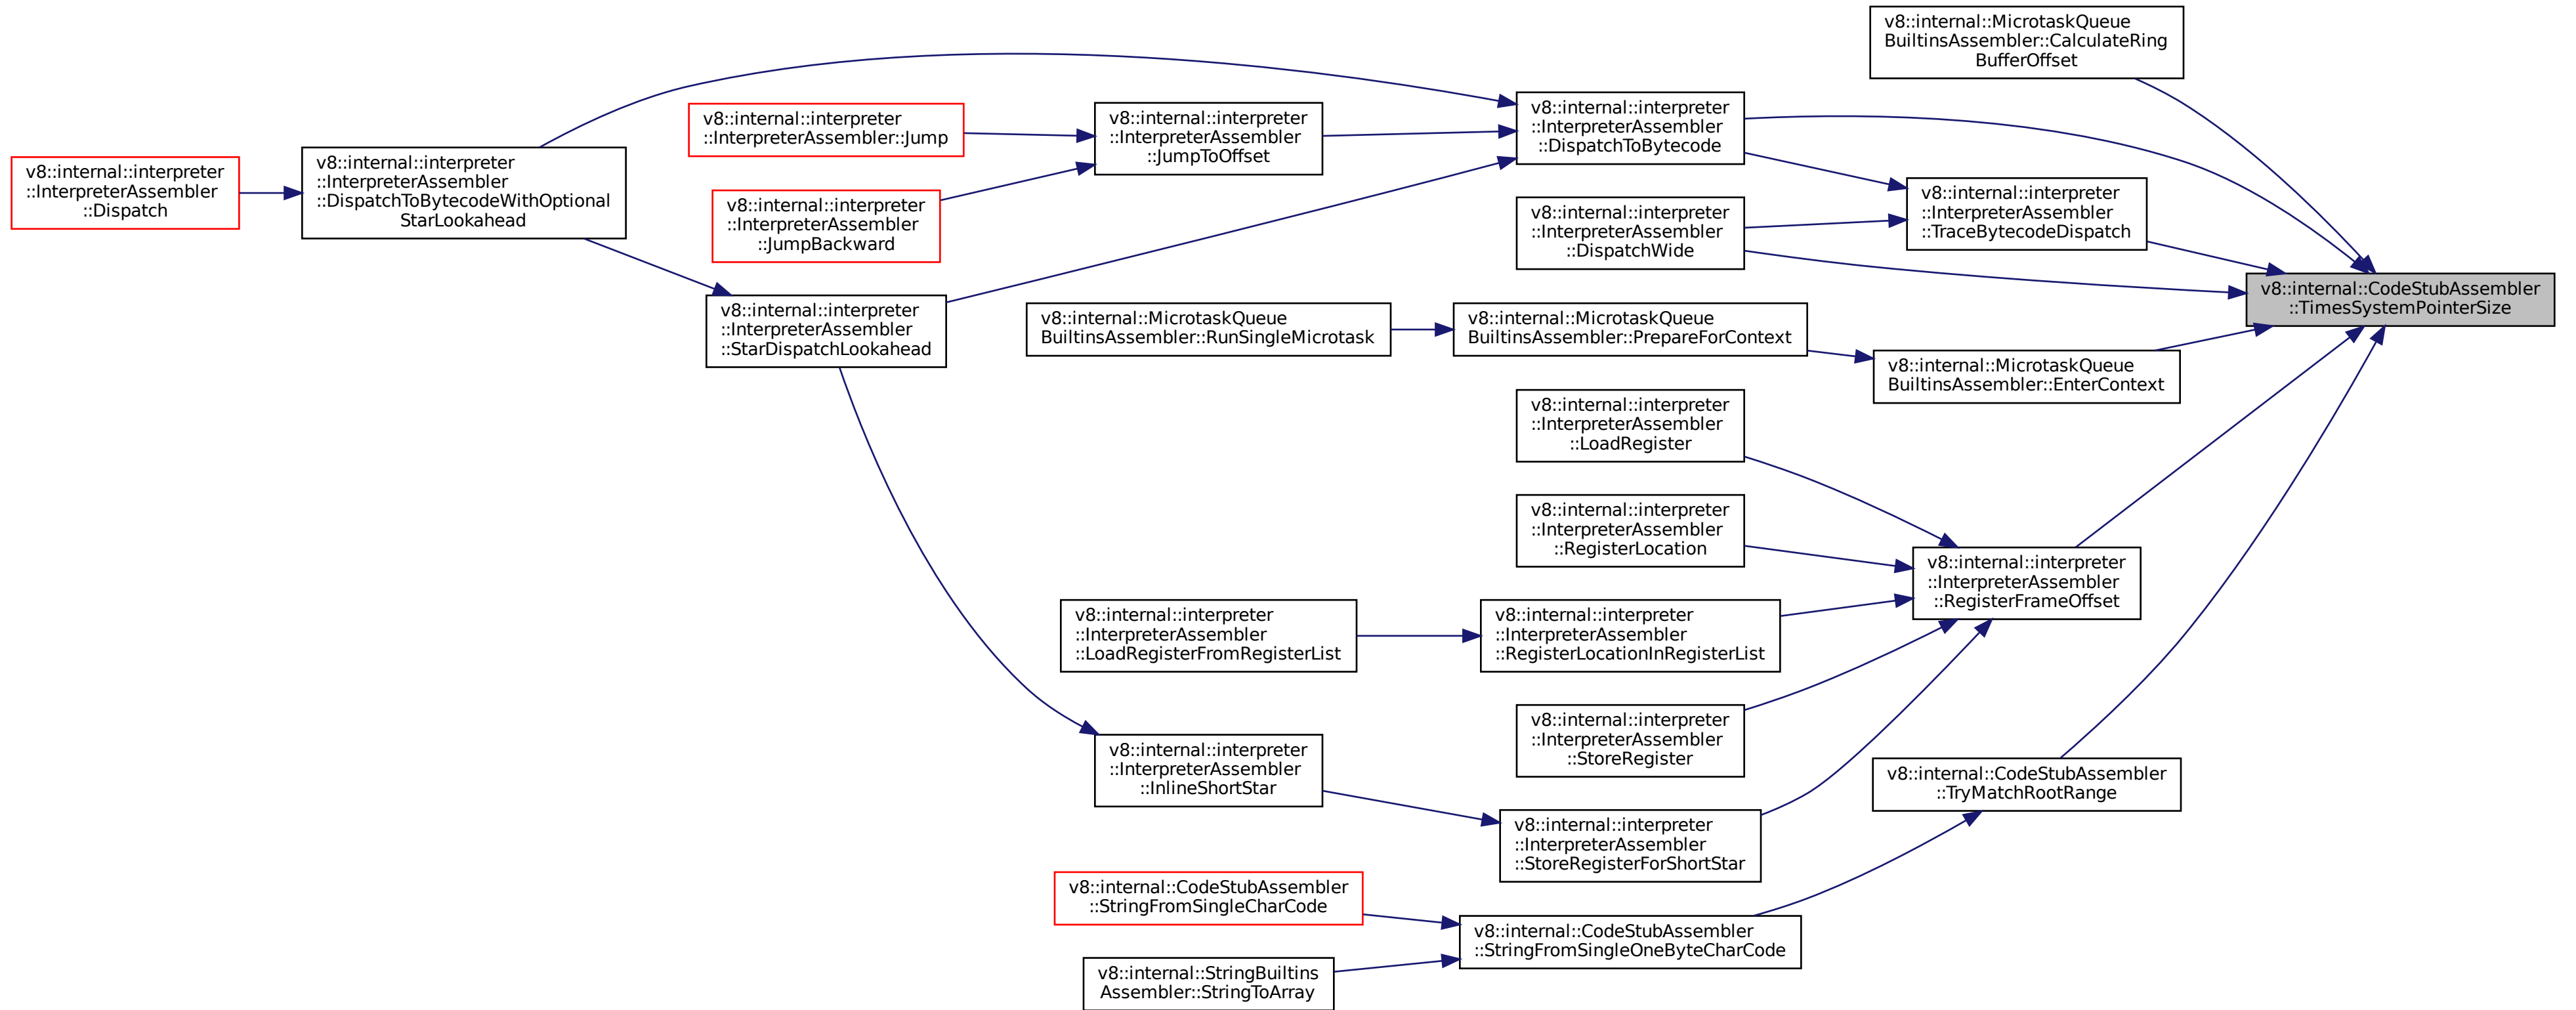 v8::internal::MicrotaskQueue
BuiltinsAssembler::CalculateRing
BufferOffset
v8::internal::interpreter
::InterpreterAssembler
::DispatchToBytecode
v8::internal::interpreter
::InterpreterAssembler::Jump
v8::internal::interpreter
::InterpreterAssembler
::JumpToOffset
v8::internal::interpreter
::InterpreterAssembler
::Dispatch
v8::internal::interpreter
::InterpreterAssembler
::DispatchToBytecodeWithOptional
StarLookahead
v8::internal::interpreter
::InterpreterAssembler
::JumpBackward
v8::internal::interpreter
::InterpreterAssembler
::DispatchWide
v8::internal::interpreter
::InterpreterAssembler
::TraceBytecodeDispatch
v8::internal::CodeStubAssembler
::TimesSystemPointerSize
v8::internal::interpreter
::InterpreterAssembler
::StarDispatchLookahead
v8::internal::MicrotaskQueue
BuiltinsAssembler::RunSingleMicrotask
v8::internal::MicrotaskQueue
BuiltinsAssembler::PrepareForContext
v8::internal::MicrotaskQueue
BuiltinsAssembler::EnterContext
v8::internal::interpreter
::InterpreterAssembler
::LoadRegister
v8::internal::interpreter
::InterpreterAssembler
::RegisterLocation
v8::internal::interpreter
::InterpreterAssembler
::RegisterFrameOffset
v8::internal::interpreter
::InterpreterAssembler
::LoadRegisterFromRegisterList
v8::internal::interpreter
::InterpreterAssembler
::RegisterLocationInRegisterList
v8::internal::interpreter
::InterpreterAssembler
::StoreRegister
v8::internal::interpreter
::InterpreterAssembler
::InlineShortStar
v8::internal::CodeStubAssembler
::TryMatchRootRange
v8::internal::interpreter
::InterpreterAssembler
::StoreRegisterForShortStar
v8::internal::CodeStubAssembler
::StringFromSingleCharCode
v8::internal::CodeStubAssembler
::StringFromSingleOneByteCharCode
v8::internal::StringBuiltins
Assembler::StringToArray